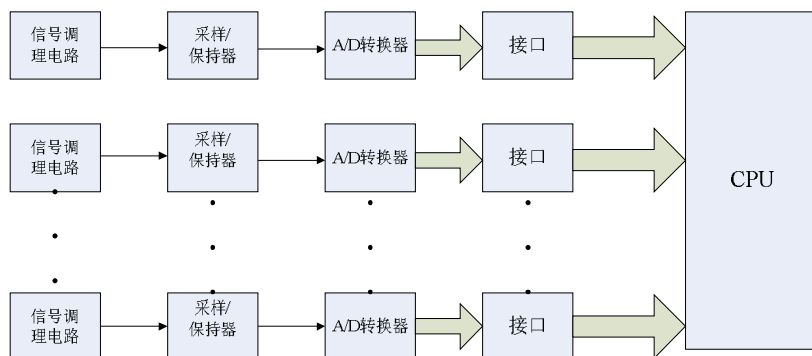 信号调
理电路
采样/
保持器
A/D转换器
接口
信号调
理电路
采样/
保持器
A/D转换器
接口
CPU
信号调
理电路
采样/
保持器
A/D转换器
接口